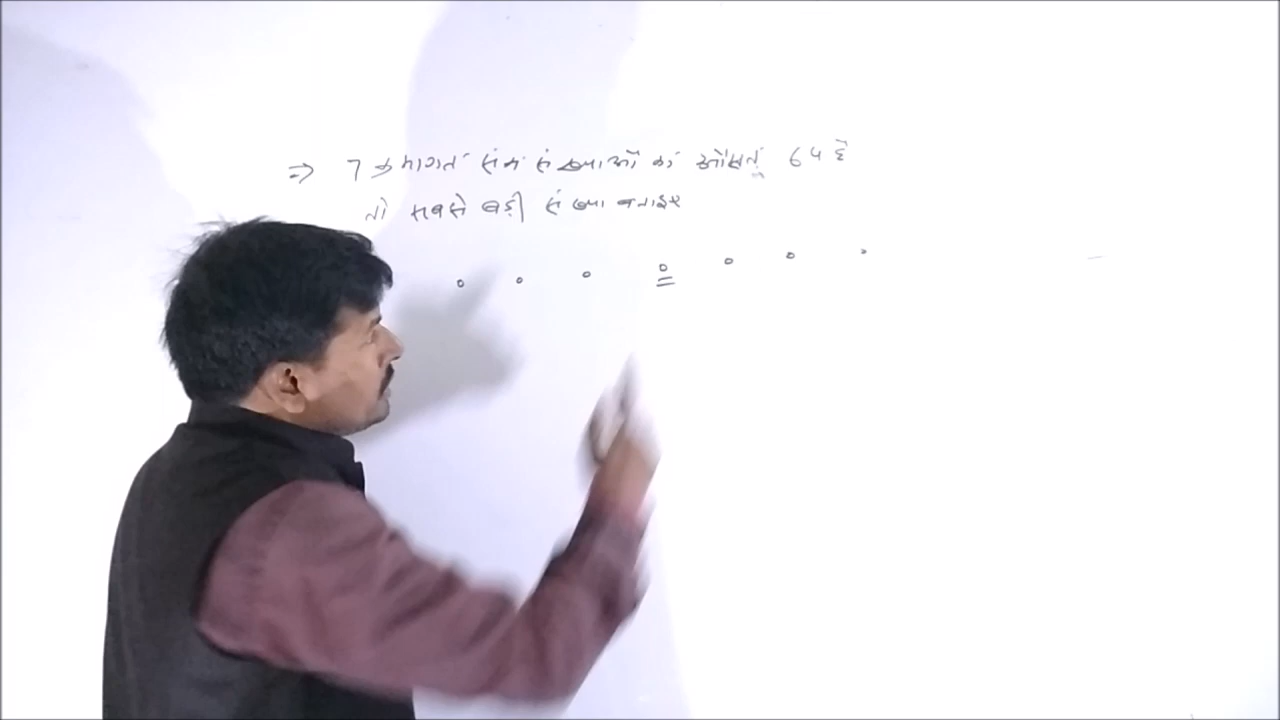 ⇒ 7 क्रमागत सम संख्याओं का औसत 64 है
तो सबसे बड़ी संख्या बताइए